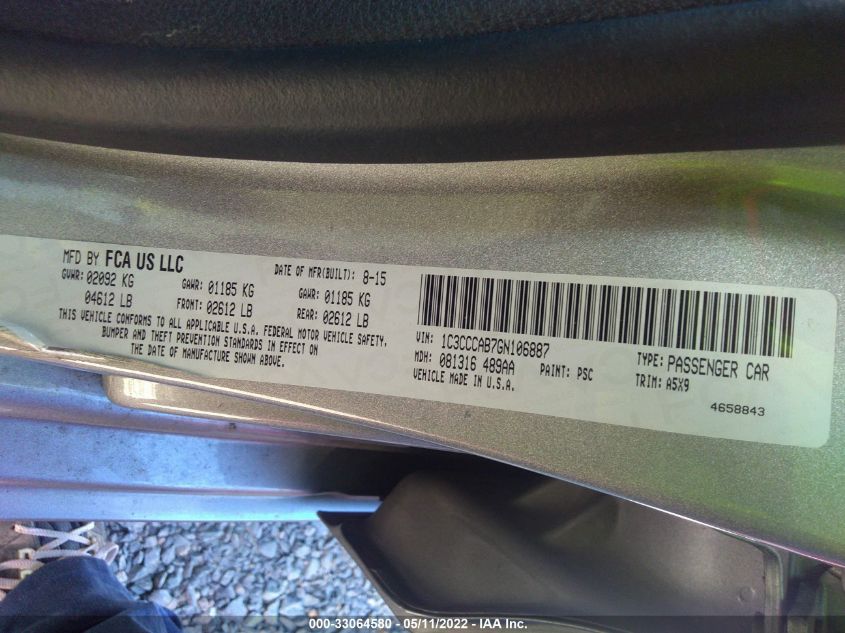 MFD BY FCA US LLC
DATE OF MFR(BUILT): 8-15
GVWR: 02092 KG
GAWR: 01185 KG
GAWR: 01185 KG
04612 LB
FRONT: 02612 LB
REAR: 02612 LB
THIS VEHICLE CONFORMS TO ALL APPLICABLE U.S.A. FEDERAL MOTOR VEHICLE SAFETY,
BUMPER AND THEFT PREVENTION STANDARDS IN EFFECT ON
THE DATE OF MANUFACTURE SHOWN ABOVE.
VIN: 1C3CCCAB7GN106887
TYPE: PASSENGER CAR
MDH: 081316 489AA
PAINT: PSC
TRIM: A5X9
VEHICLE MADE IN U.S.A.
4658843
000-33064580 - 05/11/2022 - IAA Inc.